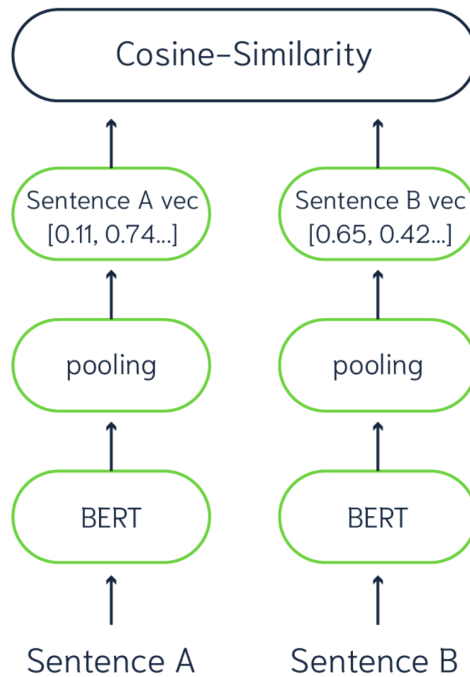 Cosine-Similarity
Sentence A vec
[0.11, 0.74...]
Sentence B vec
[0.65, 0.42...]
pooling
pooling
BERT
BERT
Sentence A
Sentence B